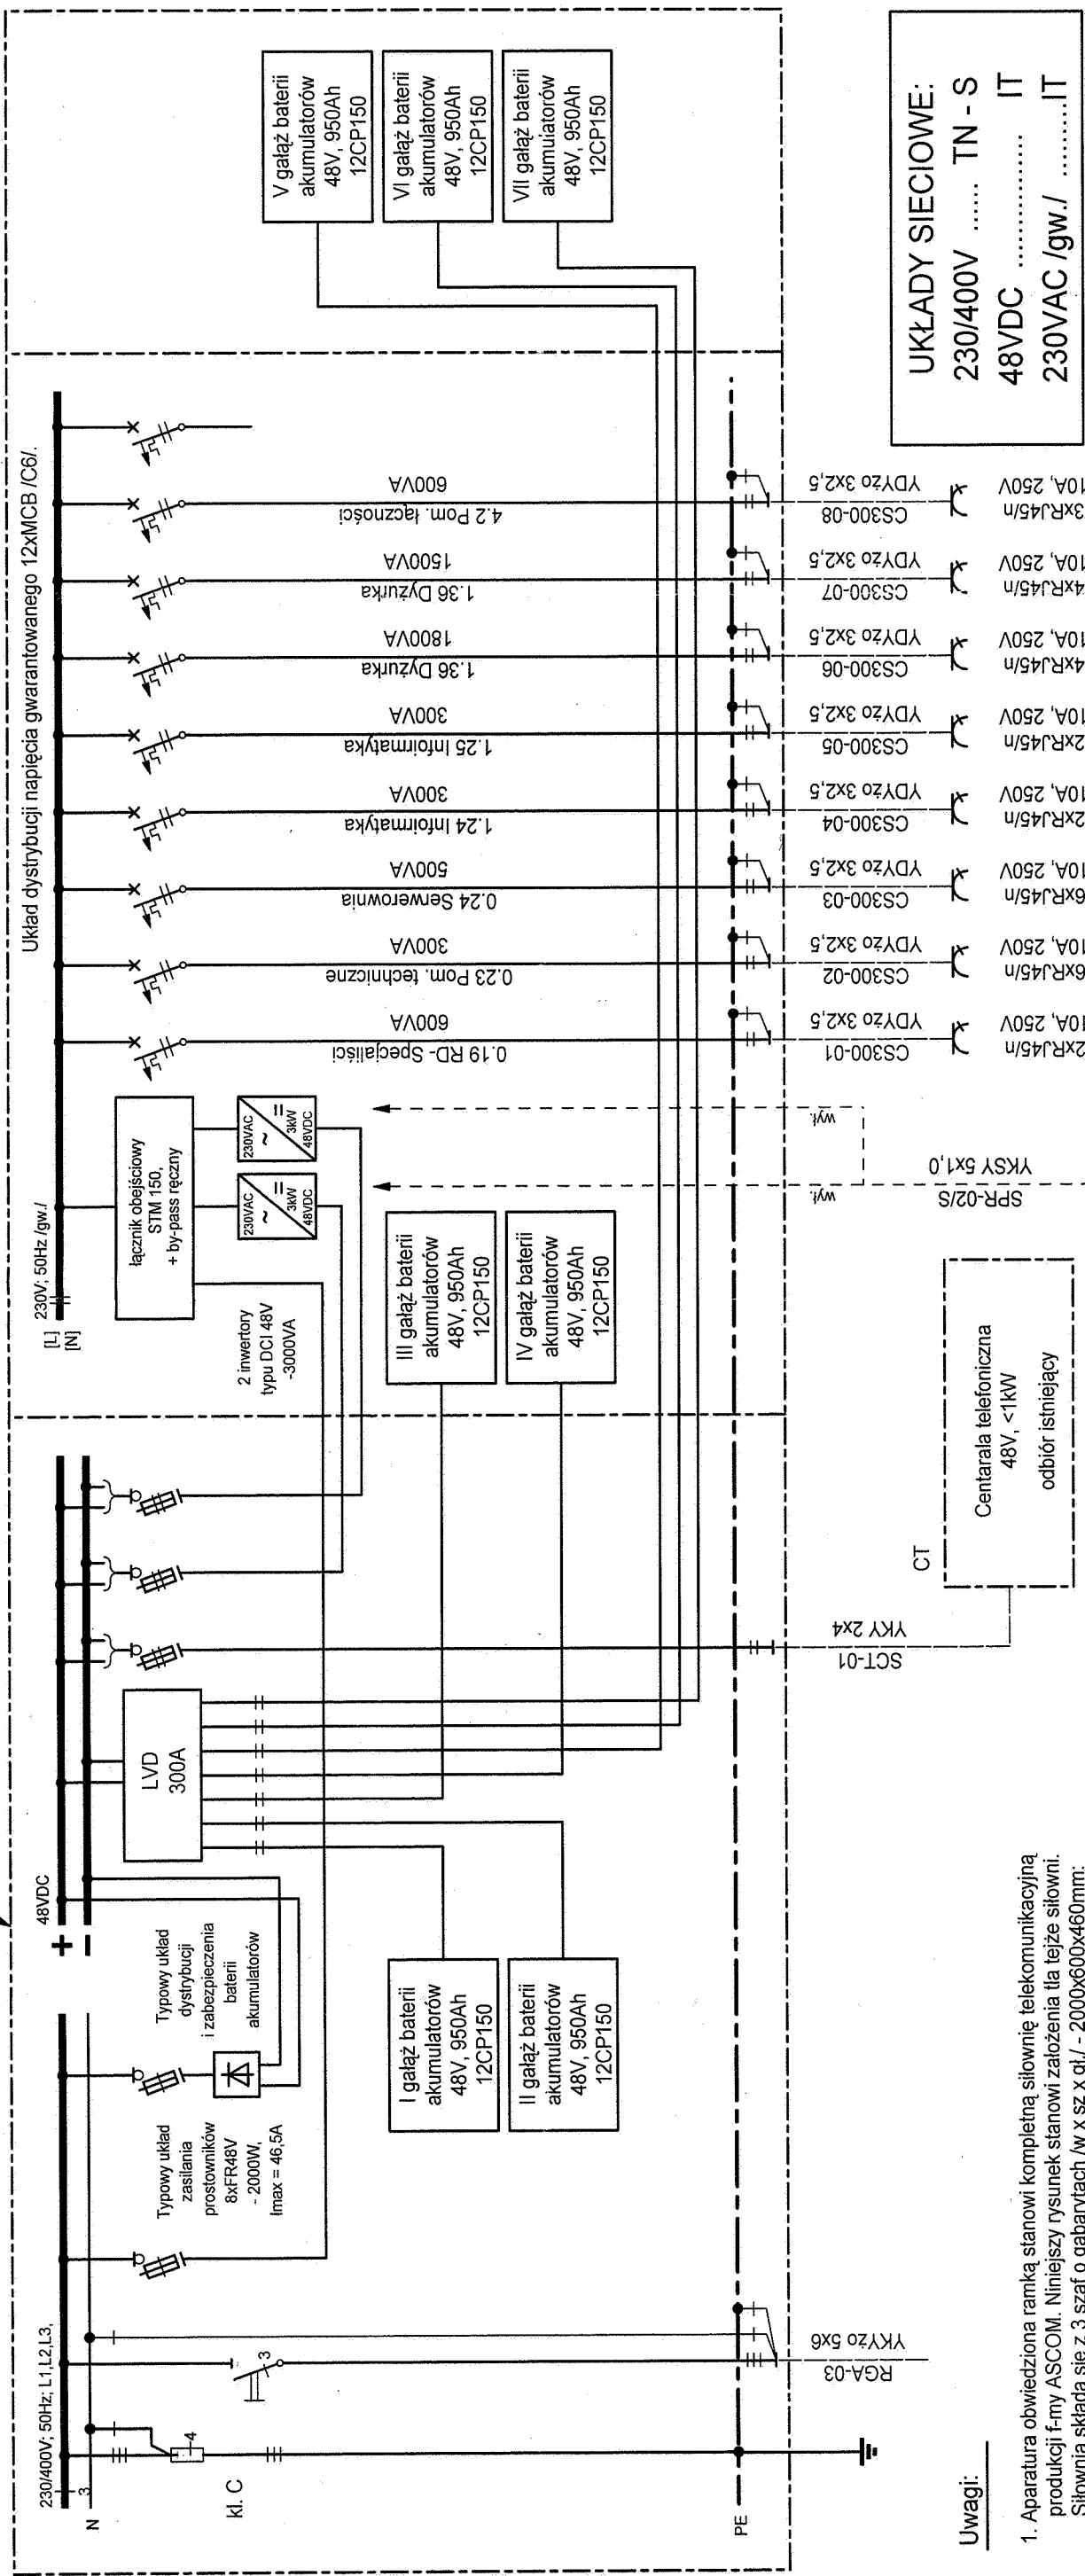 230/400V; 50Hz; L1,L2,L3,
3
N
kl. C
4
3
PE
RGA-03
YKYżo 5x6
Typowy układ
zasilania
prostowników
8xFR48V
- 2000W,
Imax = 46,5A
Typowy układ
dystrybucji
i zabezpieczenia
baterii
akumulatorów
+
-
48VDC
LVD
300A
I gałąź baterii
akumulatorów
48V, 950Ah
12CP150
II gałąź baterii
akumulatorów
48V, 950Ah
12CP150
III gałąź baterii
akumulatorów
48V, 950Ah
12CP150
IV gałąź baterii
akumulatorów
48V, 950Ah
12CP150
V gałąź baterii
akumulatorów
48V, 950Ah
12CP150
VI gałąź baterii
akumulatorów
48V, 950Ah
12CP150
VII gałąź baterii
akumulatorów
48V, 950Ah
12CP150
SCT-01
YKY 2x4
CT
Centarala telefoniczna
48V, <1kW
odbiór istniejący
[L]
[N]
230V; 50Hz /gw./
łącznik obejściowy
STM 150,
+ by-pass ręczny
2 inwertory
typu DCI 48V
-3000VA
230VAC
~
=
3kW
48VDC
230VAC
~
=
3kW
48VDC
wył.
wył.
SPR-02/S
YKSY 5x1,0
Układ dystrybucji napięcia gwarantowanego 12xMCB /C6/.
0.19 RD- Specjaliści
600VA
CS300-01
YDYżo 3x2,5
2xRJ45/n
10A, 250V
0.23 Pom. techniczne
300VA
CS300-02
YDYżo 3x2,5
6xRJ45/n
10A, 250V
0.24 Serwerownia
500VA
CS300-03
YDYżo 3x2,5
6xRJ45/n
10A, 250V
1.24 Infoirmatyka
300VA
CS300-04
YDYżo 3x2,5
2xRJ45/n
10A, 250V
1.25 Infoirmatyka
300VA
CS300-05
YDYżo 3x2,5
2xRJ45/n
10A, 250V
1.36 Dyżurka
1800VA
CS300-06
YDYżo 3x2,5
4xRJ45/n
10A, 250V
1.36 Dyżurka
1500VA
CS300-07
YDYżo 3x2,5
4xRJ45/n
10A, 250V
4.2 Pom. łączności
600VA
CS300-08
YDYżo 3x2,5
3xRJ45/n
10A, 250V
UKŁADY SIECIOWE:
230/400V ...... TN - S
48VDC ................ IT
230VAC /gw./ ..........IT
Uwagi:
1. Aparatura obwiedziona ramką stanowi kompletną siłownię telekomunikacyjną
produkcji f-my ASCOM. Niniejszy rysunek stanowi założenia tla tejże siłowni.
Siłownia składa się z 3 szaf o gabarytach /w x sz x gł./ - 2000x600x460mm: